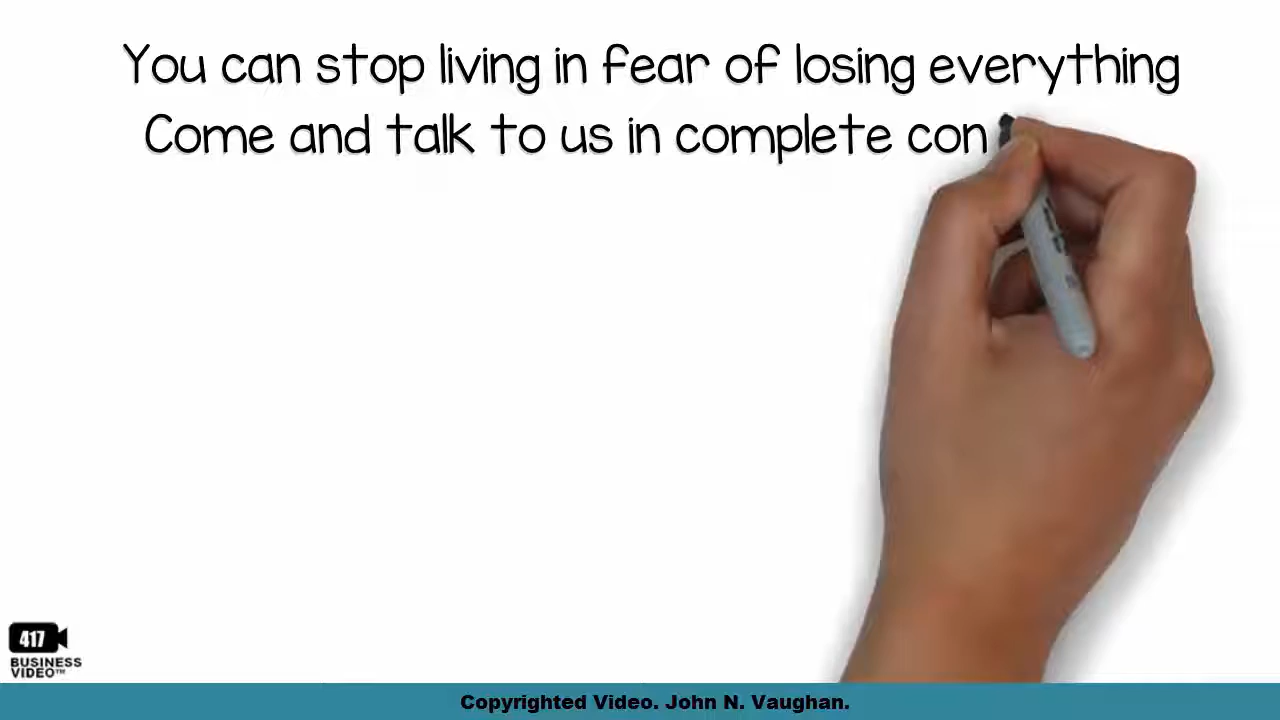 You can stop living in fear of losing everything
Come and talk to us in complete con
417
BUSINESS
VIDEO™
Copyrighted Video. John N. Vaughan.